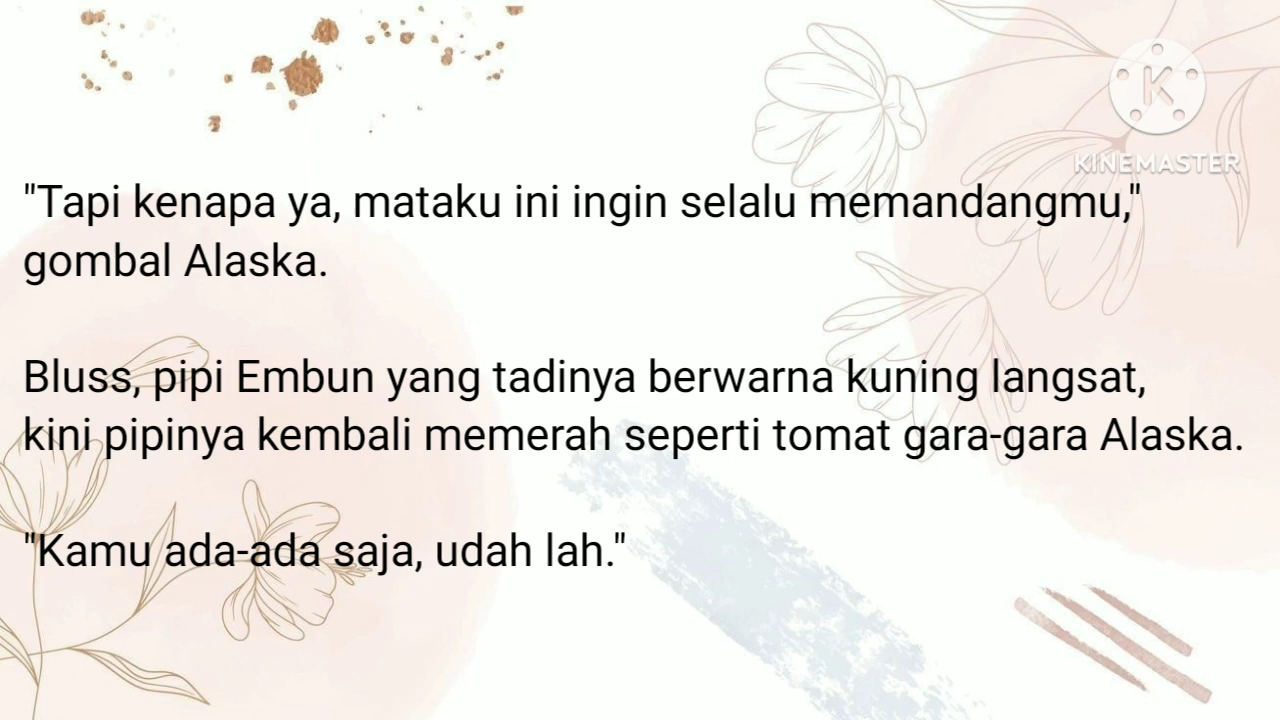 KINEMASTER
"Tapi kenapa ya, mataku ini ingin selalu memandangmu,"
gombal Alaska.
Bluss, pipi Embun yang tadinya berwarna kuning langsat,
kini pipinya kembali memerah seperti tomat gara-gara Alaska.
"Kamu ada-ada saja, udah lah."